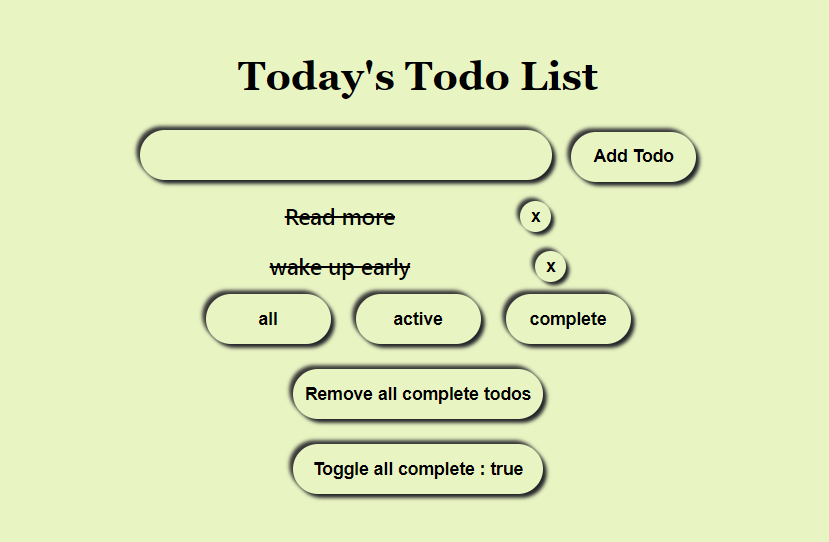 Today's Todo List
Add Todo
Read more x
wake up early x
all active complete
Remove all complete todos
Toggle all complete : true